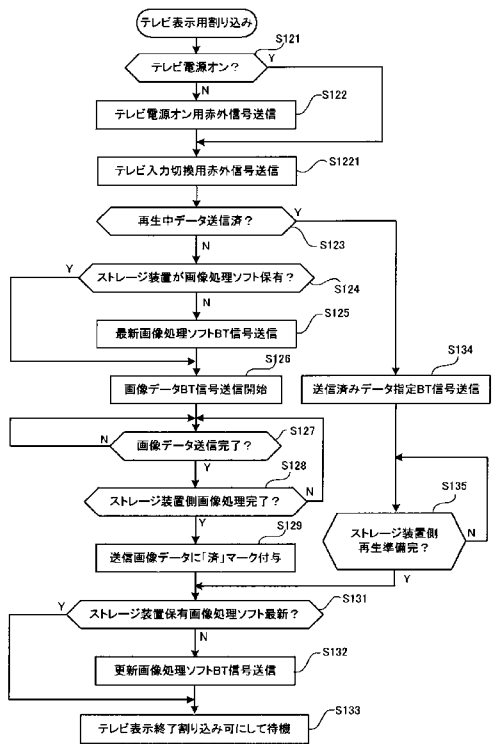 テレビ表示用割り込み
S121
テレビ電源オン？
Y
N
S122
テレビ電源オン用赤外信号送信
S1221
テレビ入力切換用赤外信号送信
再生中データ送信済？
Y
S123
N
Y
ストレージ装置が画像処理ソフト保有？
S124
N
S125
最新画像処理ソフトBT信号送信
S126
S134
画像データBT信号送信開始
送信済みデータ指定BT信号送信
S127
画像データ送信完了？
N
Y
S128
ストレージ装置側画像処理完了？
N
S135
ストレージ装置側
再生準備完？
N
Y
S129
送信画像データに「済」マーク付与
Y
Y
ストレージ装置保有画像処理ソフト最新？
S131
N
S132
更新画像処理ソフトBT信号送信
S133
テレビ表示終了割り込み可にして待機